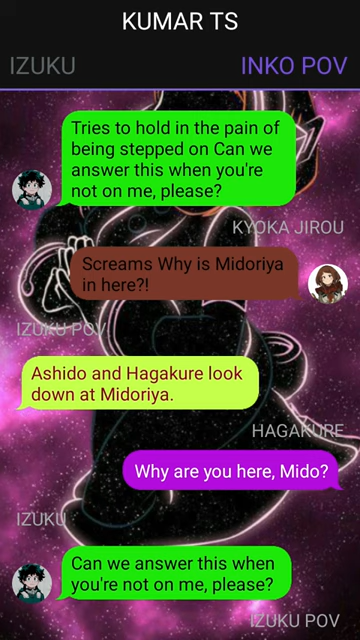 KUMAR TS
IZUKU
INKO POV
Tries to hold in the pain of
being stepped on Can we
answer this when you're
not on me, please?
KYOKA JIROU
Screams Why is Midoriya
in here?!
IZUKU POV
Ashido and Hagakure look
down at Midoriya.
HAGAKURE
Why are you here, Mido?
IZUKU
Can we answer this when
you're not on me, please?
IZUKU POV